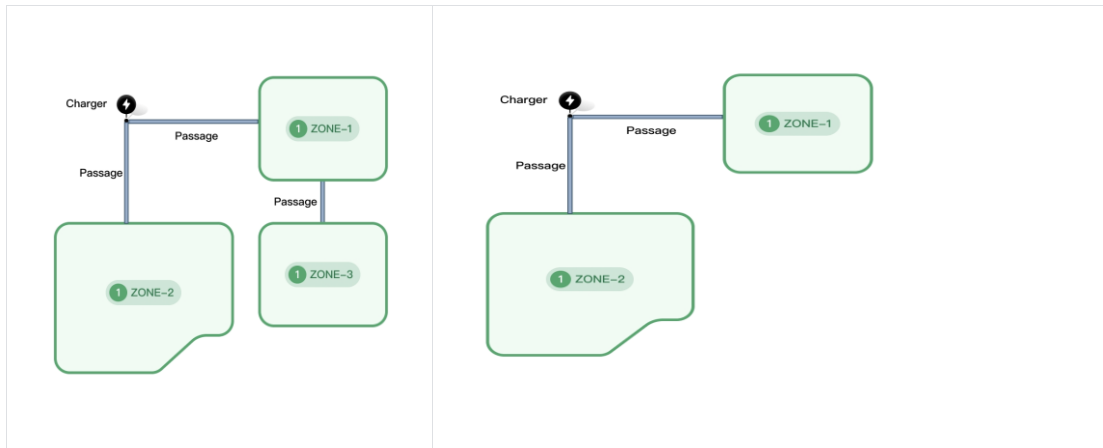 Charger
Passage
1 ZONE-1
Passage
Passage
1 ZONE-2
1 ZONE-3
Charger
Passage
1 ZONE-1
Passage
1 ZONE-2